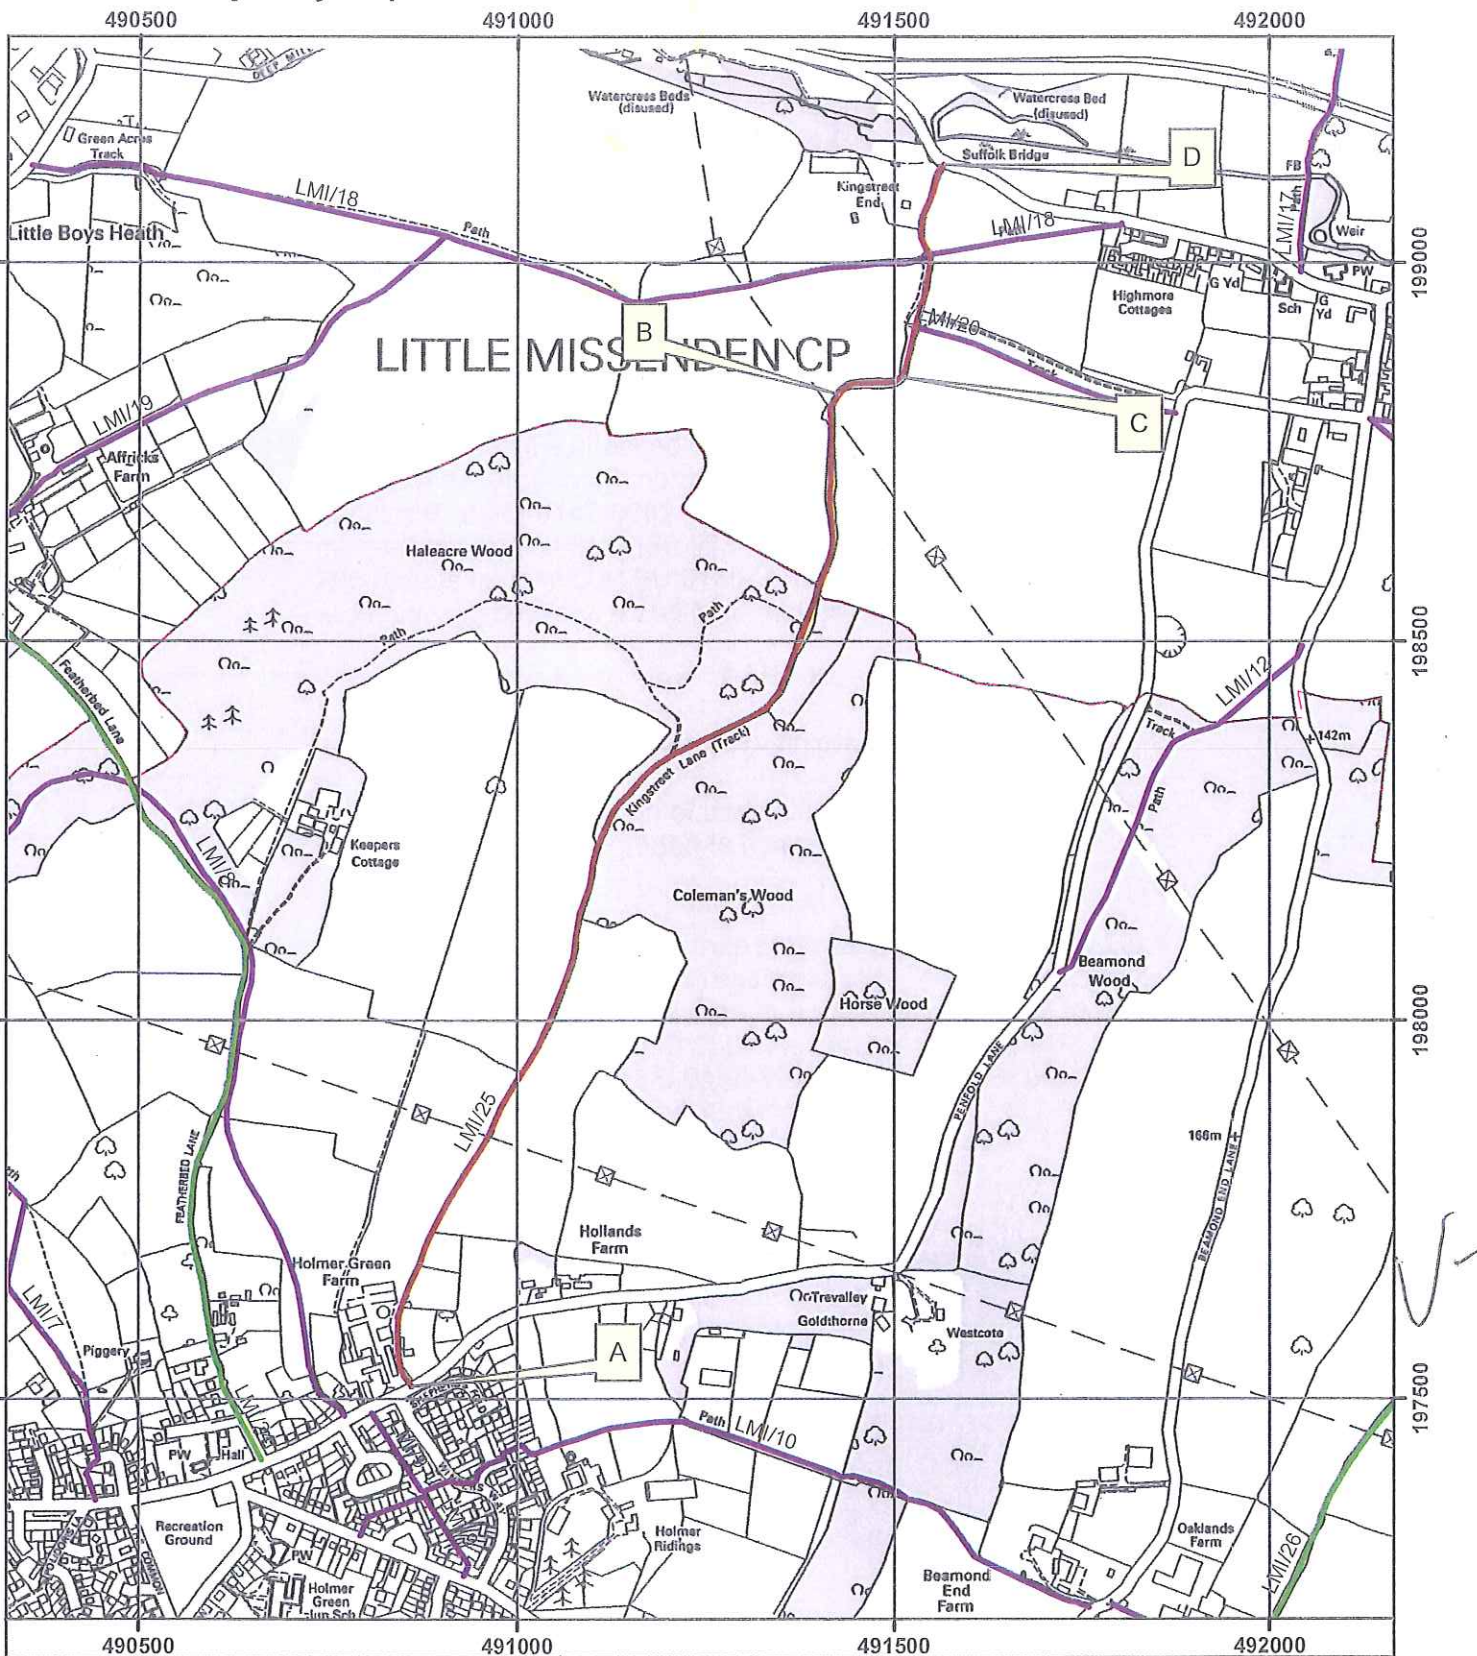 490500
491000
491500
492000
DEEP MILL
Watercress Beds
(disused)
Watercress Bed
(disused)
D
Green Acres
Track
Suffolk Bridge
FB
LMI/18
Kingstreet
End
LMI/17
Path
Little Boys Heath
Path
LMI/18
Path
Weir
PW
199000
Highmore
Cottages
G Yd
Sch
G
Yd
B
LMI/20
Track
LITTLE MISSENDEN CP
LMI/19
C
Affricks
Farm
Haleacre Wood
Path
Path
198500
Featherbed Lane
LMI/12
Track
142m
Kingstreet Lane (Track)
Path
Keepers
Cottage
Coleman's Wood
Beamond
Wood
Horse Wood
198000
PENFOLD LANE
LMI/25
166m
FEATHERBED LANE
BEAMOND END LANE
Hollands
Farm
Holmer Green
Farm
LMI/7
Trevalley
Goldthorne
Westcote
Piggery
A
197500
Path
LMI/10
PW
Hall
Recreation
Ground
Holmer
Ridings
Oaklands
Farm
LMI/26
PW
Holmer
Green
Jun Sch
Beamond
End
Farm
490500
491000
491500
492000